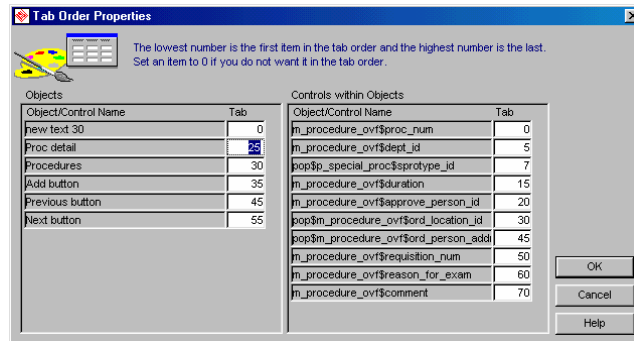 Tab Order Properties
The lowest number is the first item in the tab order and the highest number is the last.
Set an item to 0 if you do not want it in the tab order.
Objects
Object/Control Name Tab
new text 30 0
Proc detail 25
Procedures 30
Add button 35
Previous button 45
Next button 55
Controls within Objects
Object/Control Name Tab
m_procedure_ovf$proc_num 0
m_procedure_ovf$dept_id 5
pop$p_special_proc$sprotype_id 7
m_procedure_ovf$duration 15
m_procedure_ovf$approve_person_id 20
pop$m_procedure_ovf$ord_location_id 30
pop$m_procedure_ovf$ord_person_addi 45
m_procedure_ovf$requisition_num 50
m_procedure_ovf$reason_for_exam 60
m_procedure_ovf$comment 70
OK
Cancel
Help